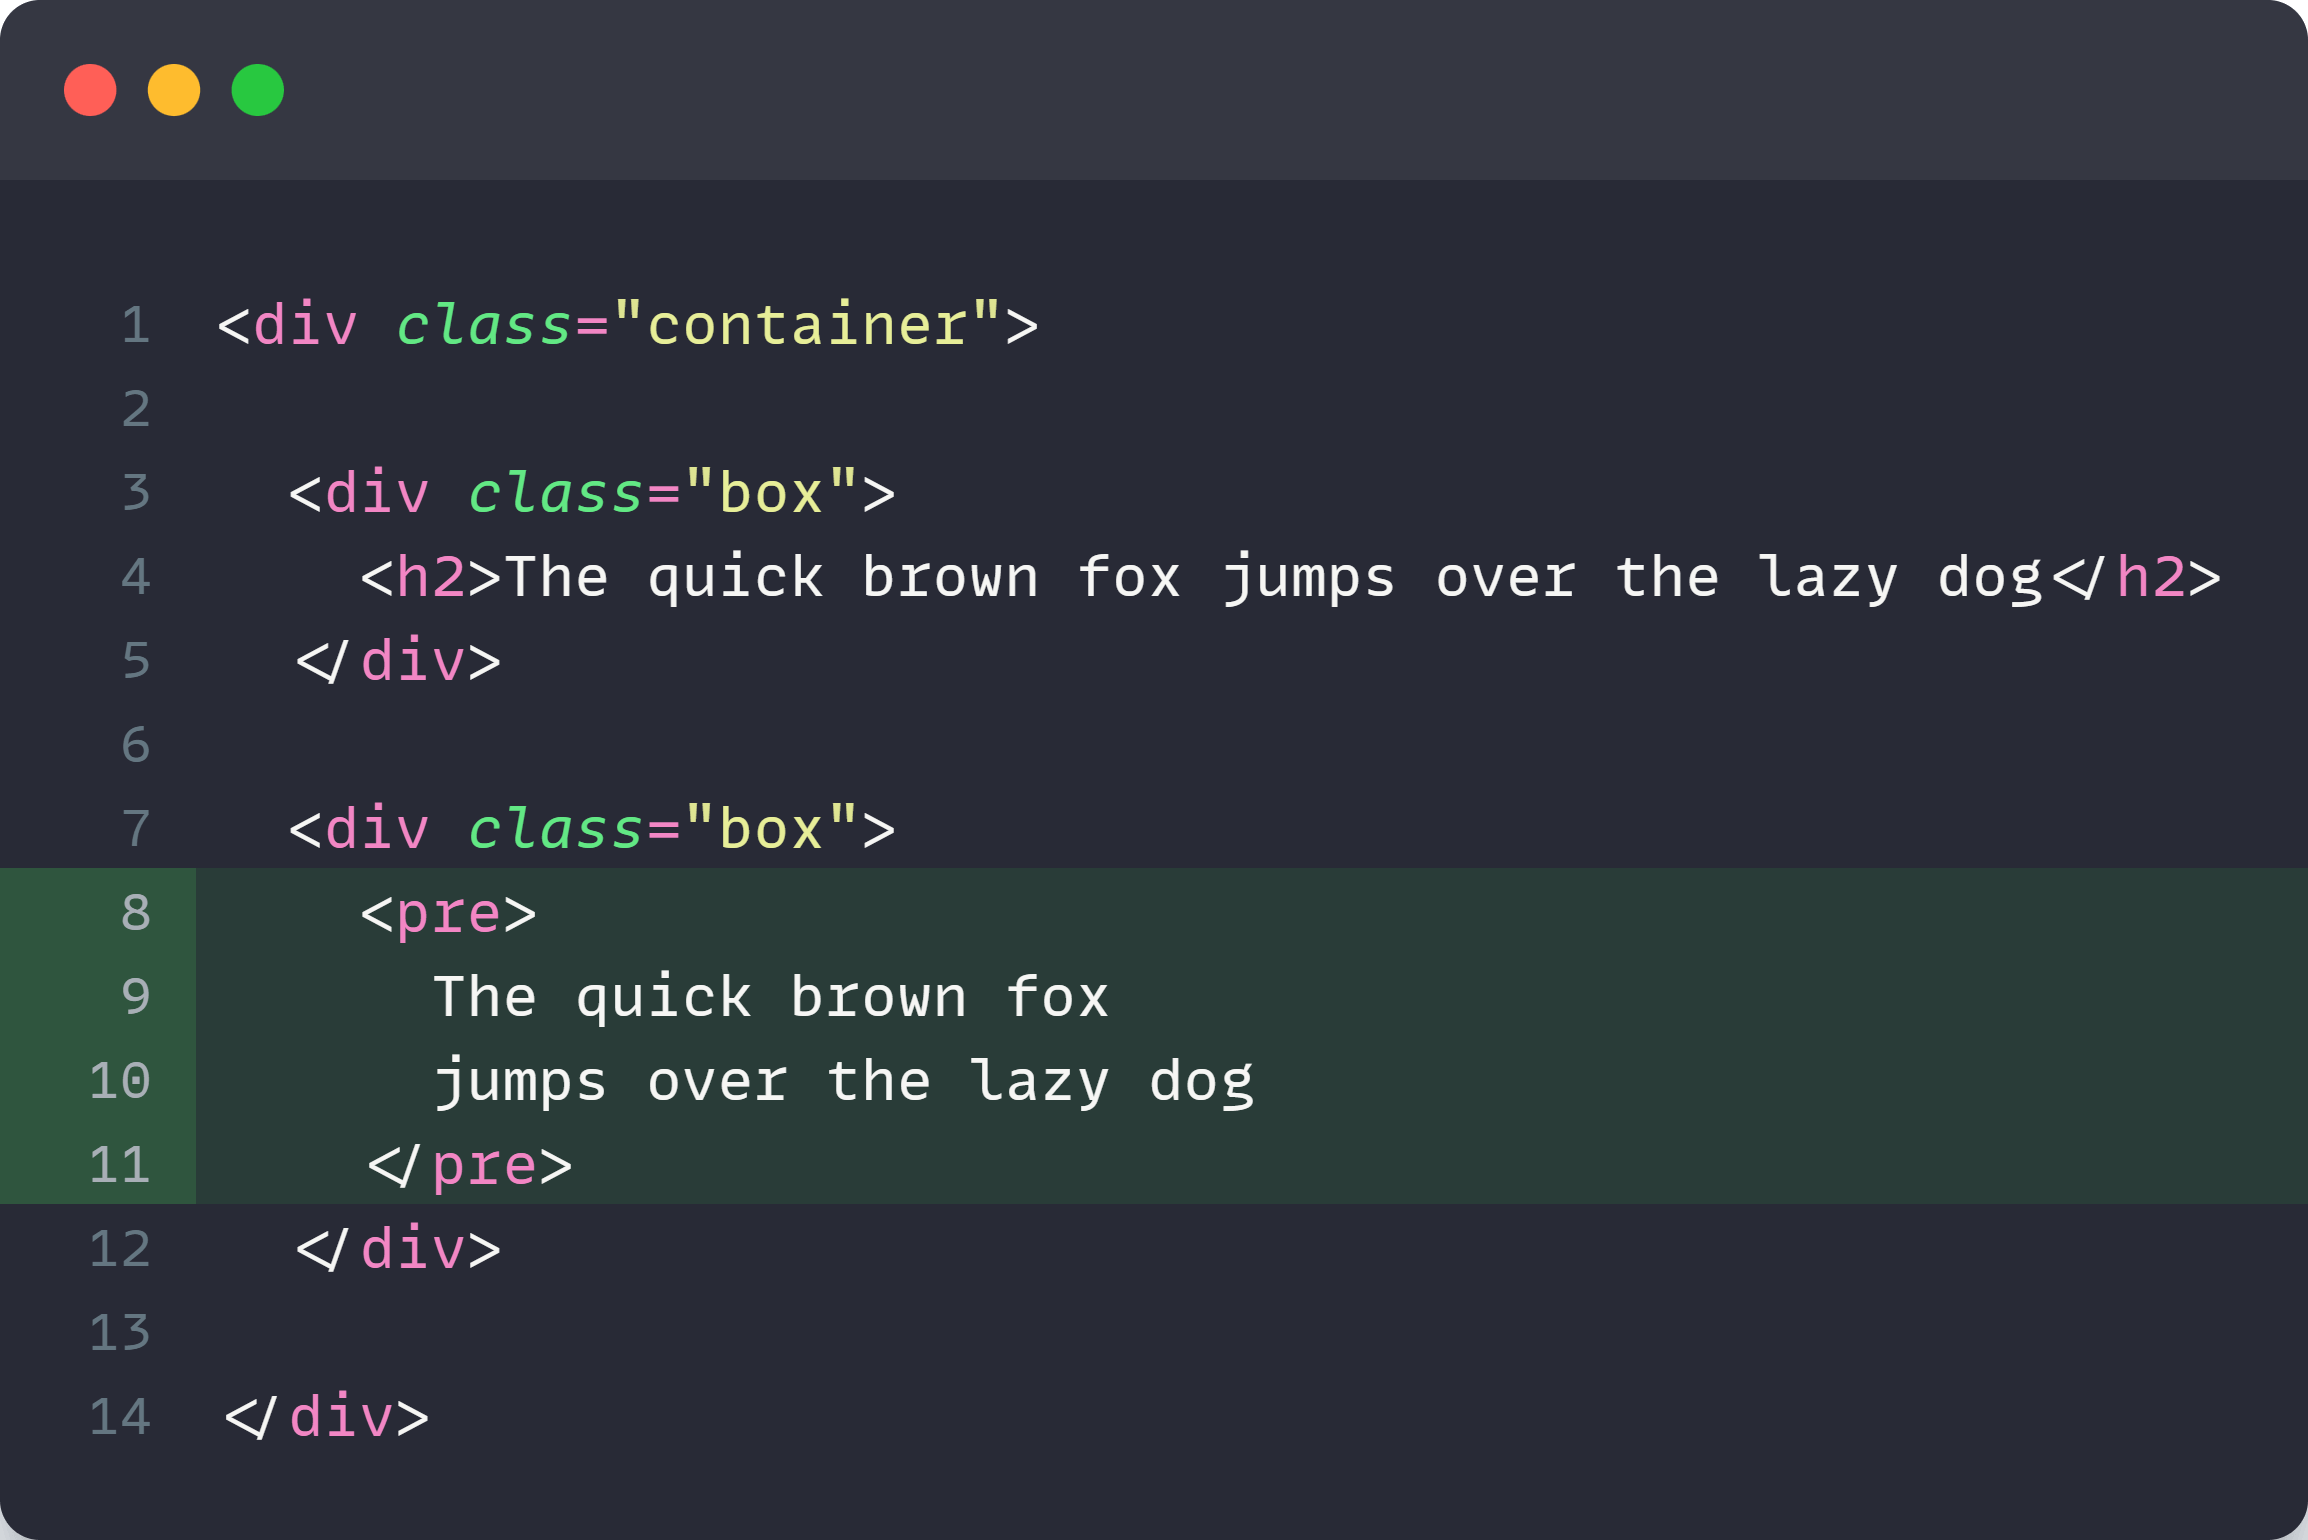 1 <div class="container">
2
3   <div class="box">
4     <h2>The quick brown fox jumps over the lazy dog</h2>
5   </div>
6
7   <div class="box">
8     <pre>
9       The quick brown fox
10       jumps over the lazy dog
11     </pre>
12   </div>
13
14 </div>